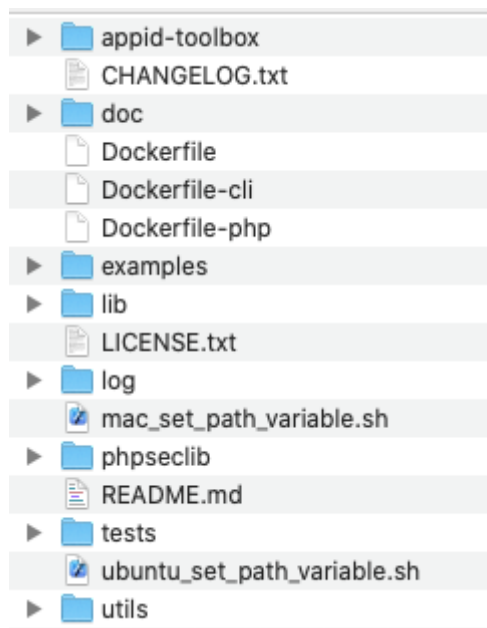 appid-toolbox
CHANGELOG.txt
doc
Dockerfile
Dockerfile-cli
Dockerfile-php
examples
lib
LICENSE.txt
log
mac_set_path_variable.sh
phpseclib
README.md
tests
ubuntu_set_path_variable.sh
utils